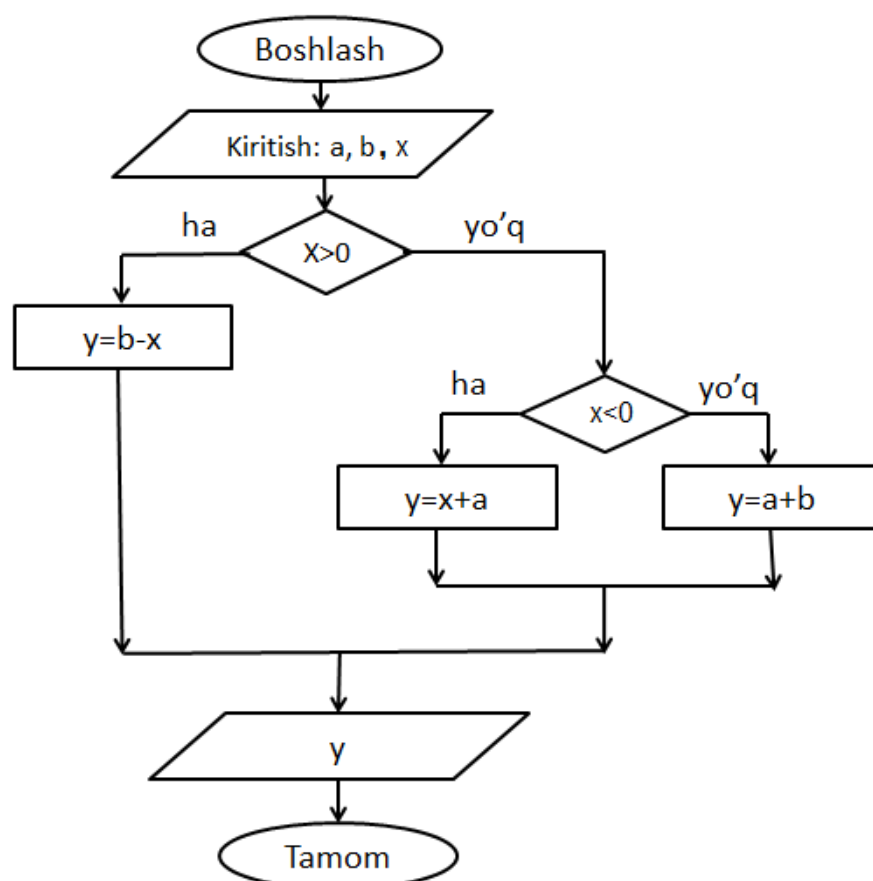 Boshlash
Kiritish: a, b, x
ha
yo’q
X>0
y=b-x
ha
yo’q
x<0
y=x+a
y=a+b
y
Tamom